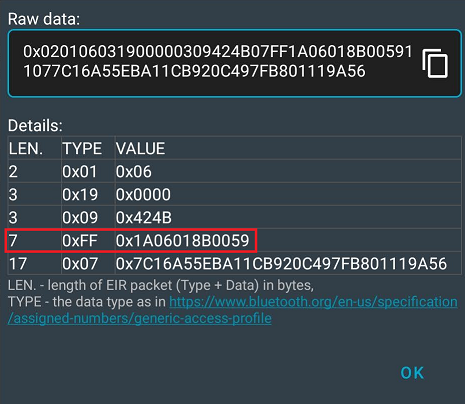 Raw data:
0x020106031900000309424B07FF1A06018B00591
1077C16A55EBA11CB920C497FB801119A56
Details:
LEN. TYPE VALUE
2 0x01 0x06
3 0x19 0x0000
3 0x09 0x424B
7 0xFF 0x1A06018B0059
17 0x07 0x7C16A55EBA11CB920C497FB801119A56
LEN. - length of EIR packet (Type + Data) in bytes,
TYPE - the data type as in https://www.bluetooth.org/en-us/specification
/assigned-numbers/generic-access-profile
OK